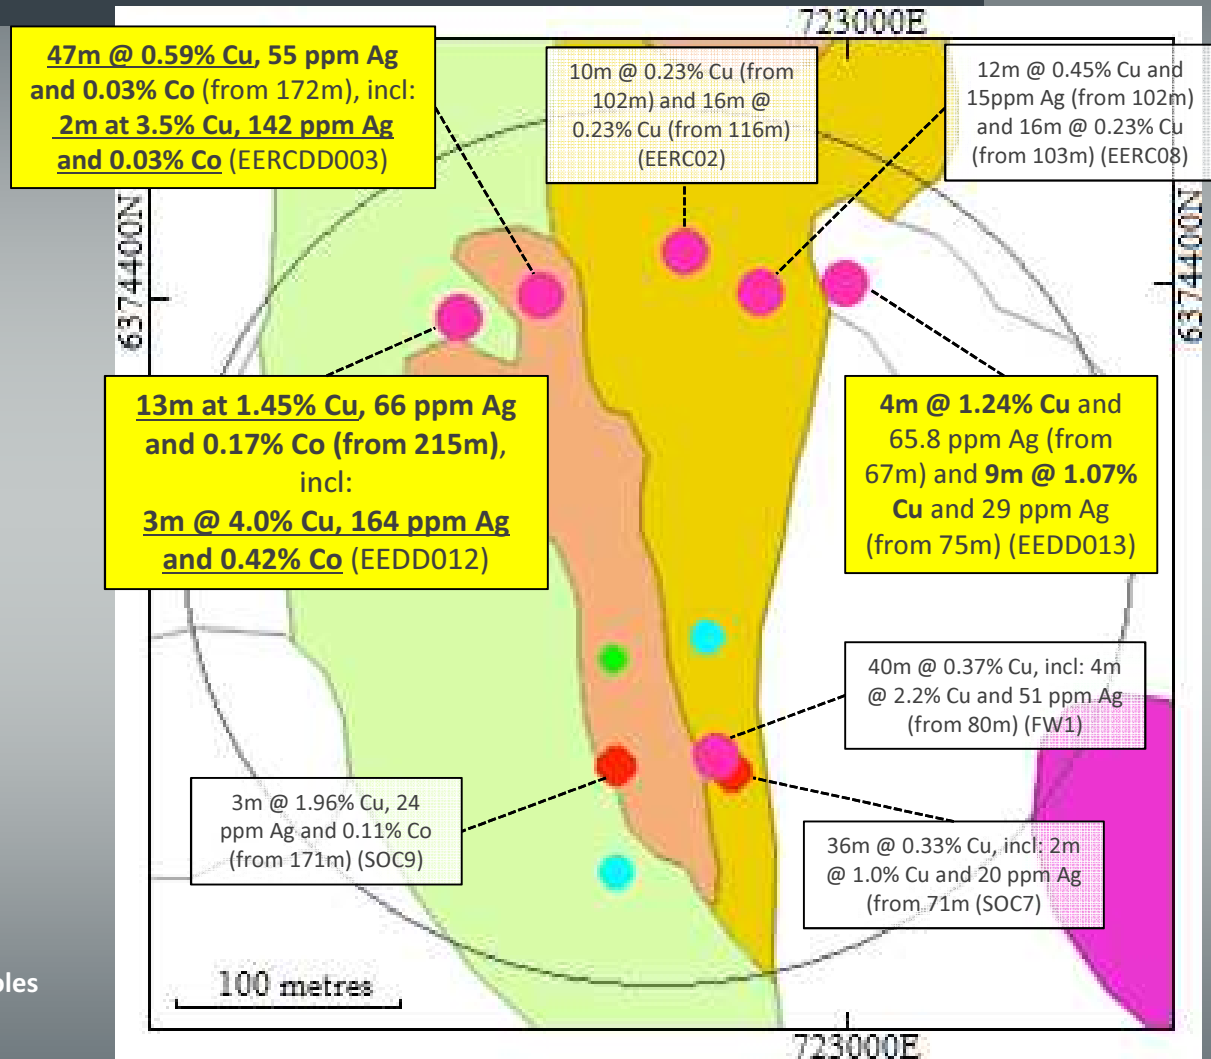 723000E
47m @ 0.59% Cu, 55 ppm Ag
and 0.03% Co (from 172m), incl:
2m at 3.5% Cu, 142 ppm Ag
and 0.03% Co (EERCDD003)
10m @ 0.23% Cu (from
102m) and 16m @
0.23% Cu (from 116m)
(EERC02)
12m @ 0.45% Cu and
15ppm Ag (from 102m)
and 16m @ 0.23% Cu
(from 103m) (EERC08)
6374400N
6374400N
13m at 1.45% Cu, 66 ppm Ag
and 0.17% Co (from 215m),
incl:
3m @ 4.0% Cu, 164 ppm Ag
and 0.42% Co (EEDD012)
4m @ 1.24% Cu and
65.8 ppm Ag (from
67m) and 9m @ 1.07%
Cu and 29 ppm Ag
(from 75m) (EEDD013)
40m @ 0.37% Cu, incl: 4m
@ 2.2% Cu and 51 ppm Ag
(from 80m) (FW1)
3m @ 1.96% Cu, 24
ppm Ag and 0.11% Co
(from 171m) (SOC9)
36m @ 0.33% Cu, incl: 2m
@ 1.0% Cu and 20 ppm Ag
(from 71m (SOC7)
100 metres
723000E